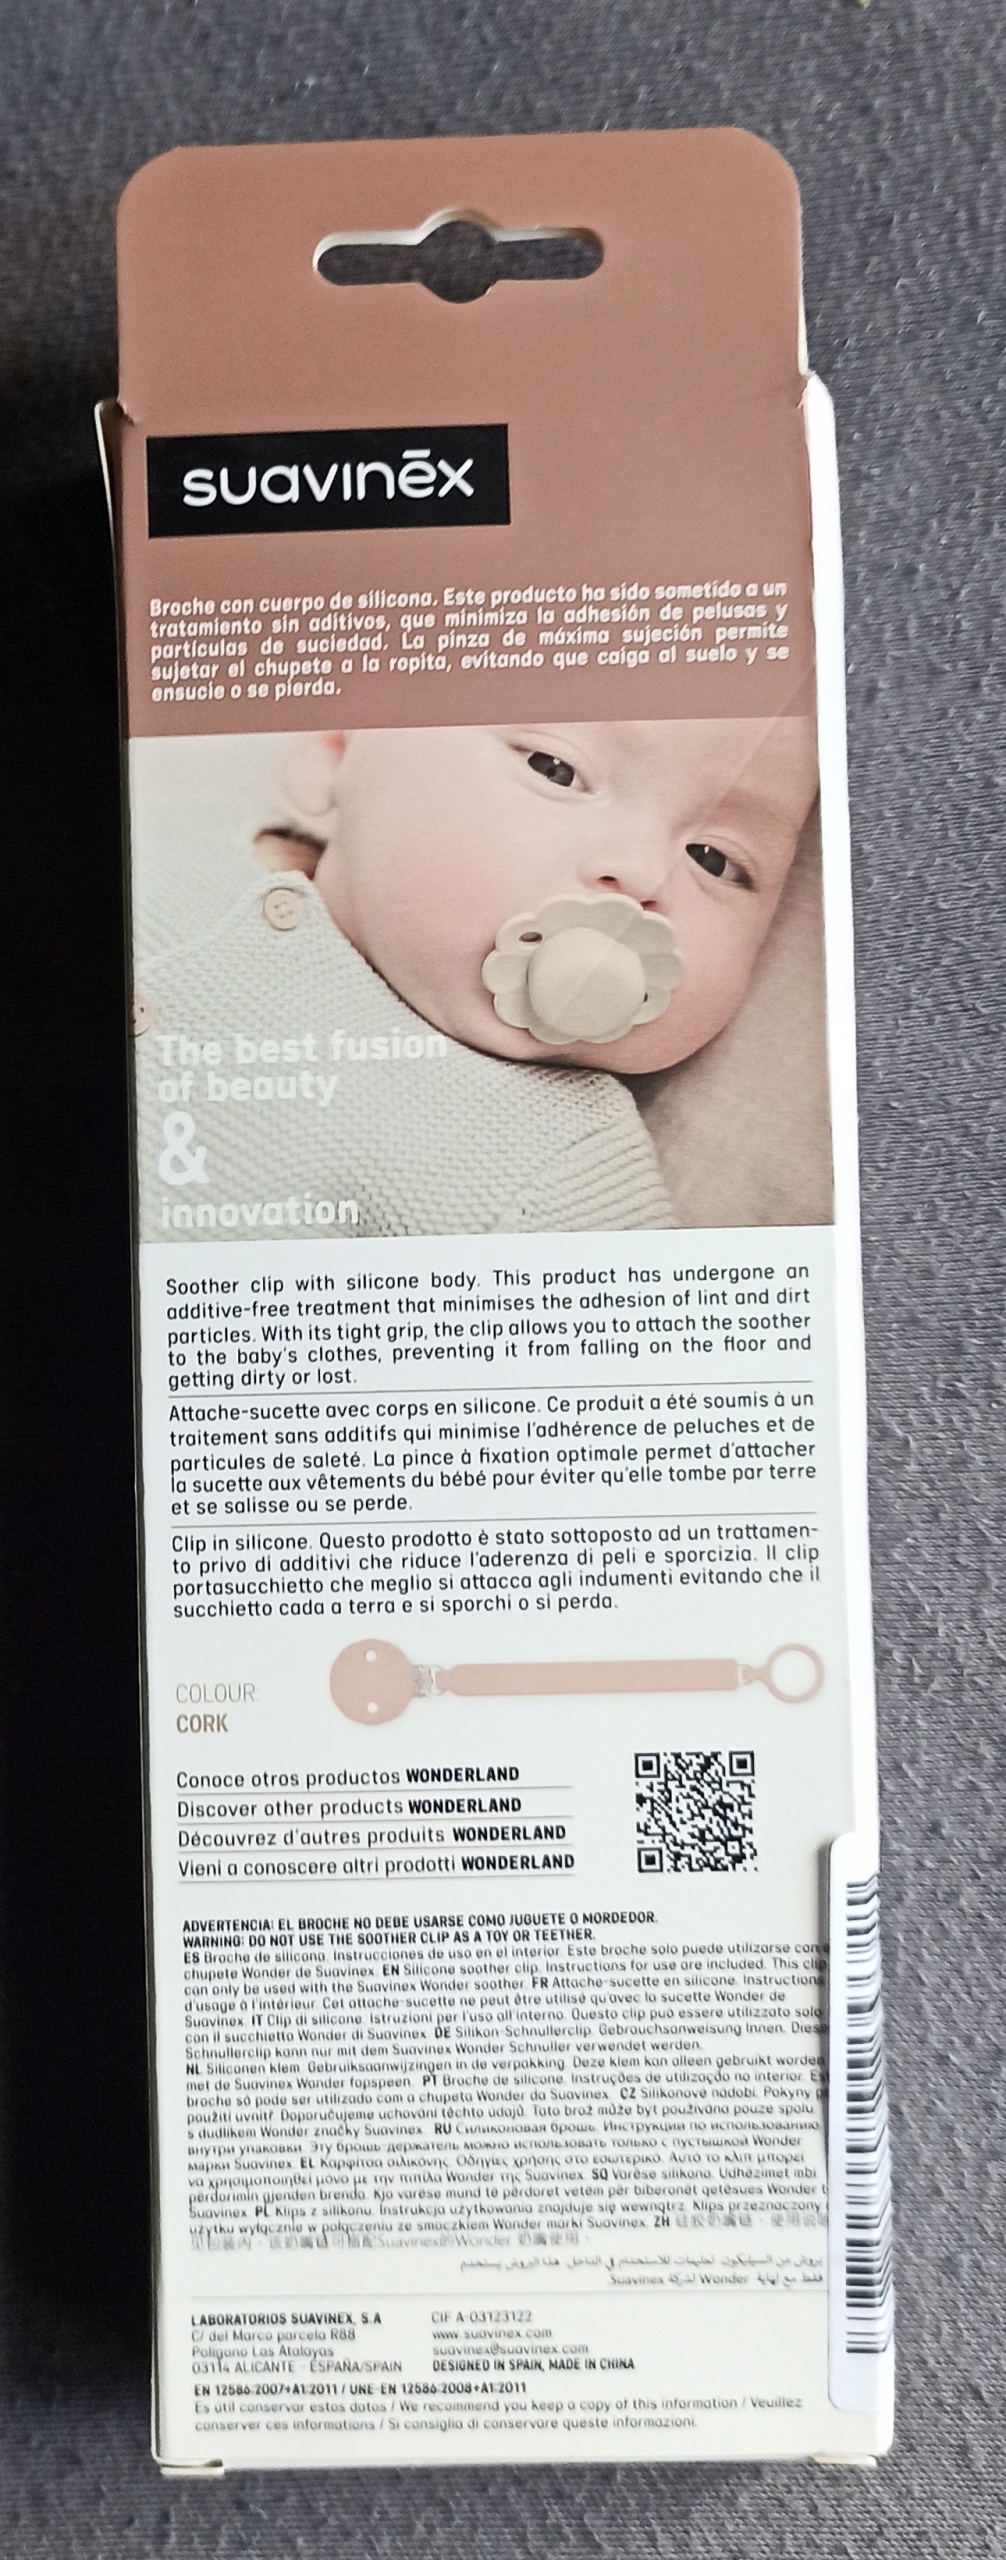 suavinēx
Broche con cuerpo de silicona. Este producto ha sido sometido a un
tratamiento sin aditivos, que minimiza la adhesión de pelusas y
partículas de suciedad. La pinza de máxima sujeción permite
sujetar el chupete a la ropita, evitando que caiga al suelo y se
ensucie o se pierda.
The best fusion
of beauty
&
innovation
Soother clip with silicone body. This product has undergone an
additive-free treatment that minimises the adhesion of lint and dirt
particles. With its tight grip, the clip allows you to attach the soother
to the baby's clothes, preventing it from falling on the floor and
getting dirty or lost.
Attache-sucette avec corps en silicone. Ce produit a été soumis à un
traitement sans additifs qui minimise l'adhérence de peluches et de
particules de saleté. La pince à fixation optimale permet d'attacher
la sucette aux vêtements du bébé pour éviter qu'elle tombe par terre
et se salisse ou se perde.
Clip in silicone. Questo prodotto è stato sottoposto ad un trattamen-
to privo di additivi che riduce l'aderenza di peli e sporcizia. Il clip
portasucchietto che meglio si attacca agli indumenti evitando che il
succhietto cada a terra e si sporchi o si perda.
COLOUR:
CORK
Conoce otros productos WONDERLAND
Discover other products WONDERLAND
Découvrez d'autres produits WONDERLAND
Vieni a conoscere altri prodotti WONDERLAND
ADVERTENCIA: EL BROCHE NO DEBE USARSE COMO JUGUETE O MORDEDOR.
WARNING: DO NOT USE THE SOOTHER CLIP AS A TOY OR TEETHER.
ES Broche de silicona. Instrucciones de uso en el interior. Este broche solo puede utilizarse con
chupete Wonder de Suavinex. EN Silicone soother clip. Instructions for use are included. This clip
can only be used with the Suavinex Wonder soother. FR Attache-sucette en silicone. Instructions
d'usage à l'intérieur. Cet attache-sucette ne peut être utilisé qu'avec la sucette Wonder de
Suavinex. IT Clip di silicone. Istruzioni per l'uso all'interno. Questo clip può essere utilizzato solo
con il succhietto Wonder di Suavinex. DE Silikon-Schnullerclip. Gebrauchsanweisung Innen.
Schnullerclip kann nur mit dem Suavinex Wonder Schnuller verwendet werden.
NL Siliconen klem. Gebruiksaanwijzingen in de verpakking. Deze klem kan alleen gebruikt worden
met de Suavinex Wonder fopspeen. PT Broche de silicone. Instruções de utilização no interior.
broche só pode ser utilizado com a chupeta Wonder da Suavinex. CZ Silikonové nádobí. Pokyny
použití uvnitř. Doporučujeme uchování těchto údajů. Tato brož může být používána pouze spolu
s dudlíkem Wonder značky Suavinex. RU Силиконовая брошь. Инструкции по использованию
внутри упаковки. Эту брошь-держатель можно использовать только с пустышкой Wonder
марки Suavinex. EL Καρφίτσα σιλικόνης. Οδηγίες χρήσης στο εσωτερικό. Αυτό το κλιπ μπορεί
να χρησιμοποιηθεί μόνο με την πιπίλα Wonder της Suavinex. SQ Varëse silikona. Udhëzimet mbi
përdorimin gjenden brenda. Kjo varëse mund të përdoret vetëm për biberonët qetësues Wonder
Suavinex. PL Klips z silikonu. Instrukcja użytkowania znajduje się wewnątrz. Klips przeznaczony
użytku wyłącznie w połączeniu ze smoczkiem Wonder marki Suavinex. ZH
Suavinex的Wonder
Wonder Suavinex
LABORATORIOS SUAVINEX, S.A
C/ del Marco parcela R88
Polígono Las Atalayas
03114 ALICANTE - ESPAÑA/SPAIN
CIF A-03123122
www.suavinex.com
suavinex@suavinex.com
DESIGNED IN SPAIN, MADE IN CHINA
EN 12586:2007+A1:2011 / UNE-EN 12586:2008+A1:2011
Es útil conservar estos datos / We recommend you keep a copy of this information / Veuillez
conserver ces informations / Si consiglia di conservare queste informazioni.